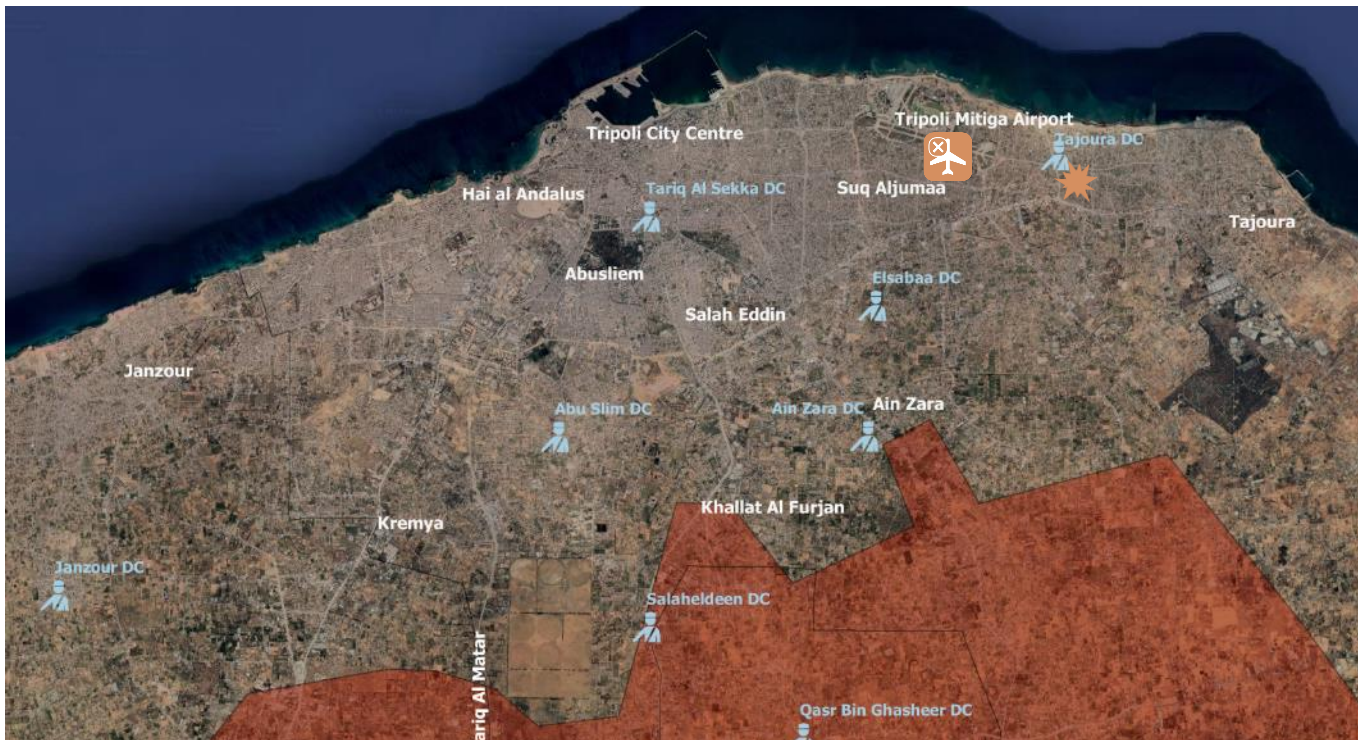 Tripoli Mitiga Airport
Tripoli City Centre
Tajoura DC
Hai al Andalus
Tariq Al Sekka DC
Suq Aljumaa
Tajoura
Abusliem
Elsabaa DC
Salah Eddin
Janzour
Abu Slim DC
Ain Zara DC
Ain Zara
Khallat Al Furjan
Kremya
Janzour DC
Salaheldeen DC
ariq Al Matar
Qasr Bin Ghasheer DC